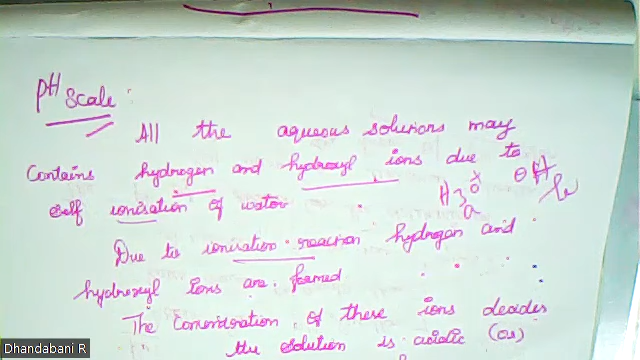 pH scale :
All the aqueous solutions may
Contains hydrogen and hydroxyl ions due to
self ionisation of water
H3O+ OH
Due to ionisation reaction hydrogen and
hydroxyl ions are formed
The Concentration of these ions decides
the solution is acidic (or)
Dhandabani R